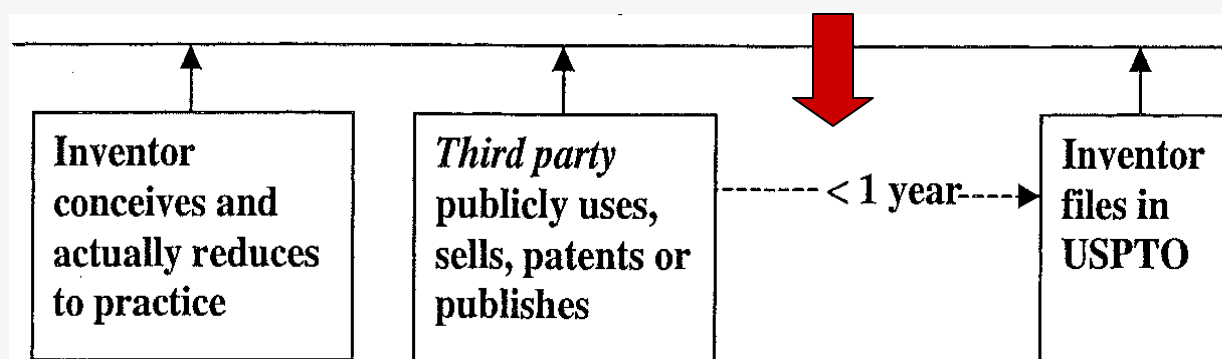 Inventor
conceives and
actually reduces
to practice
Third party
publicly uses,
sells, patents or
publishes
< 1 year
Inventor
files in
USPTO